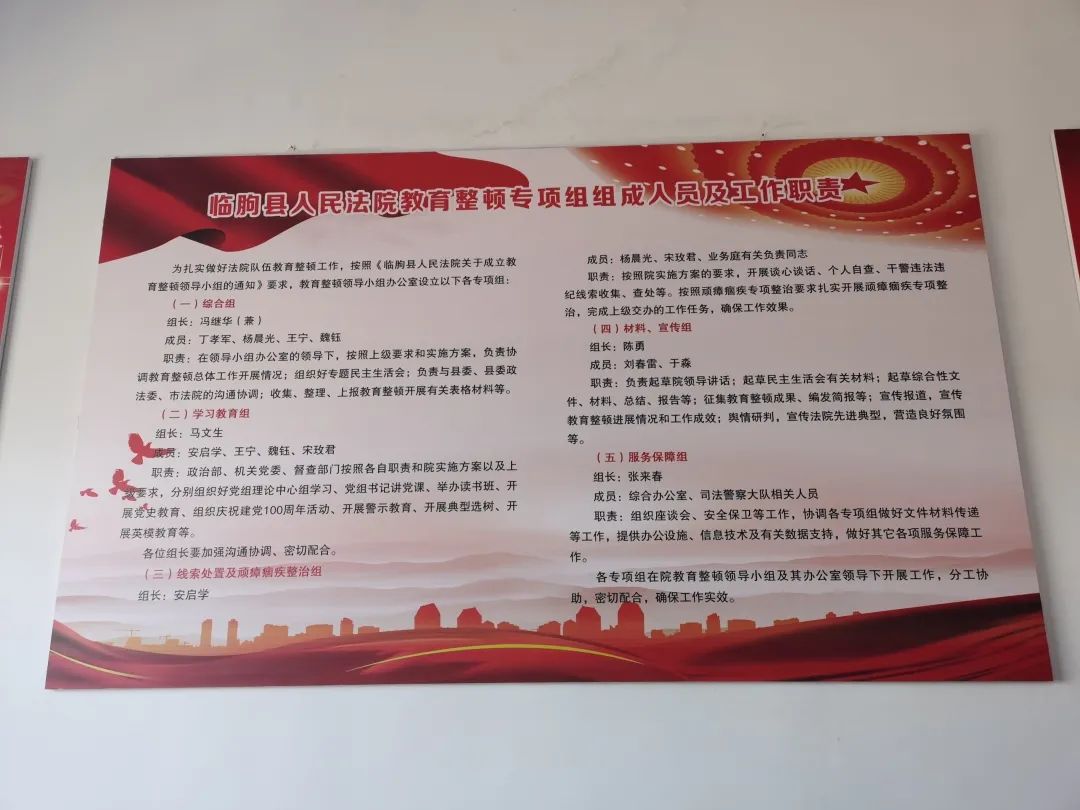 临朐县人民法院教育整顿专项组组成人员及工作职责
为扎实做好法院队伍教育整顿工作，按照《临朐县人民法院关于成立教
育整顿领导小组的通知》要求，教育整顿领导小组办公室设立以下各专项组：
（一）综合组
组长：冯继华（兼）
成员：丁孝军、杨晨光、王宁、魏钰
职责：在领导小组办公室的领导下，按照上级要求和实施方案，负责协
调教育整顿总体工作开展情况；组织好专题民主生活会；负责与县委、县委政
法委、市法院的沟通协调；收集、整理、上报教育整顿开展有关表格材料等。
（二）学习教育组
组长：马文生
成员：安启学、王宁、魏钰、宋玫君
职责：政治部、机关党委、督查部门按照各自职责和院实施方案以及上
级要求，分别组织好党组理论中心组学习、党组书记讲党课、举办读书班、开
展党史教育、组织庆祝建党100周年活动、开展警示教育、开展典型选树、开
展英模教育等。
各位组长要加强沟通协调、密切配合。
（三）线索处置及顽瘴痼疾整治组
组长：安启学
成员：杨晨光、宋玫君、业务庭有关负责同志
职责：按照院实施方案的要求，开展谈心谈话、个人自查、干警违法违
纪线索收集、查处等。按照顽瘴痼疾专项整治要求扎实开展顽瘴痼疾专项整
治，完成上级交办的工作任务，确保工作效果。
（四）材料、宣传组
组长：陈勇
成员：刘春雷、于淼
职责：负责起草院领导讲话；起草民主生活会有关材料；起草综合性文
件、材料、总结、报告等；征集教育整顿成果、编发简报等；宣传报道，宣传
教育整顿进展情况和工作成效；舆情研判，宣传法院先进典型，营造良好氛围
等。
（五）服务保障组
组长：张来春
成员：综合办公室、司法警察大队相关人员
职责：组织座谈会、安全保卫等工作，协调各专项组做好文件材料传递
等工作，提供办公设施、信息技术及有关数据支持，做好其它各项服务保障工
作。
各专项组在院教育整顿领导小组及其办公室领导下开展工作，分工协
助，密切配合，确保工作实效。